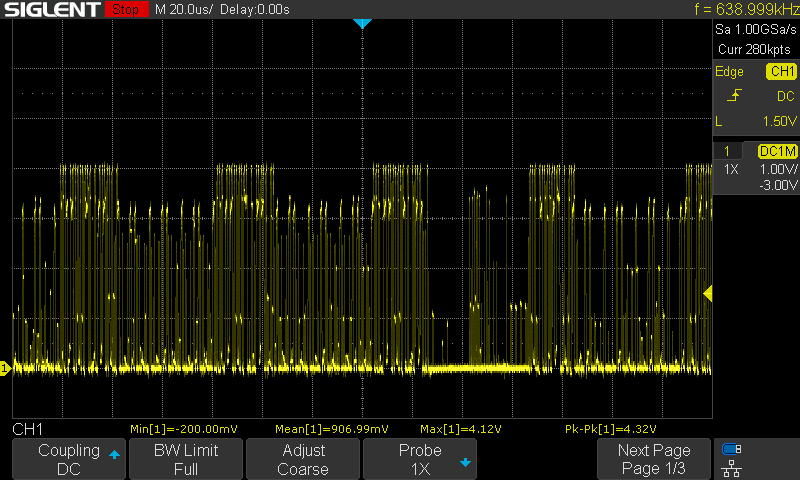 SIGLENT Stop M 20.0us/ Delay:0.00s f = 638.999kHz
Sa 1.00GSa/s
Curr 280kpts
Edge CH1
DC
L 1.50V
1 DC1M
1X 1.00V/
-3.00V
1
CH1 Min[1]=-200.00mV Mean[1]=906.99mV Max[1]=4.12V Pk-Pk[1]=4.32V
Coupling BW Limit Adjust Probe Next Page
DC Full Coarse 1X Page 1/3